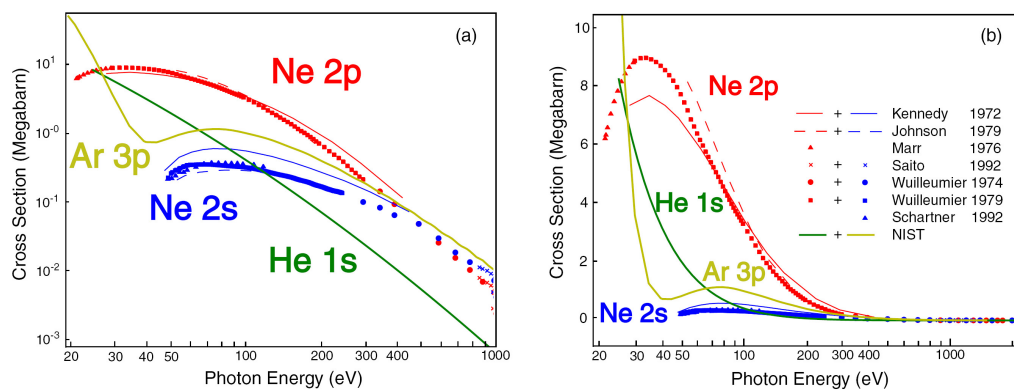 (a)
Cross Section (Megabarn)
10¹
10⁻⁰
10⁻¹
10⁻²
10⁻³
Ne 2p
Ar 3p
Ne 2s
He 1s
20 30 40 50 100 200 300 400 1000
Photon Energy (eV)
(b)
Cross Section (Megabarn)
10
8
6
4
2
0
Ne 2p
He 1s
Ar 3p
Ne 2s
+ Kennedy 1972
+ Johnson 1979
Marr 1976
+ Saito 1992
+ Wuilleumier 1974
+ Wuilleumier 1979
Schartner 1992
+ NIST
20 30 40 50 100 200 300 400 1000
Photon Energy (eV)